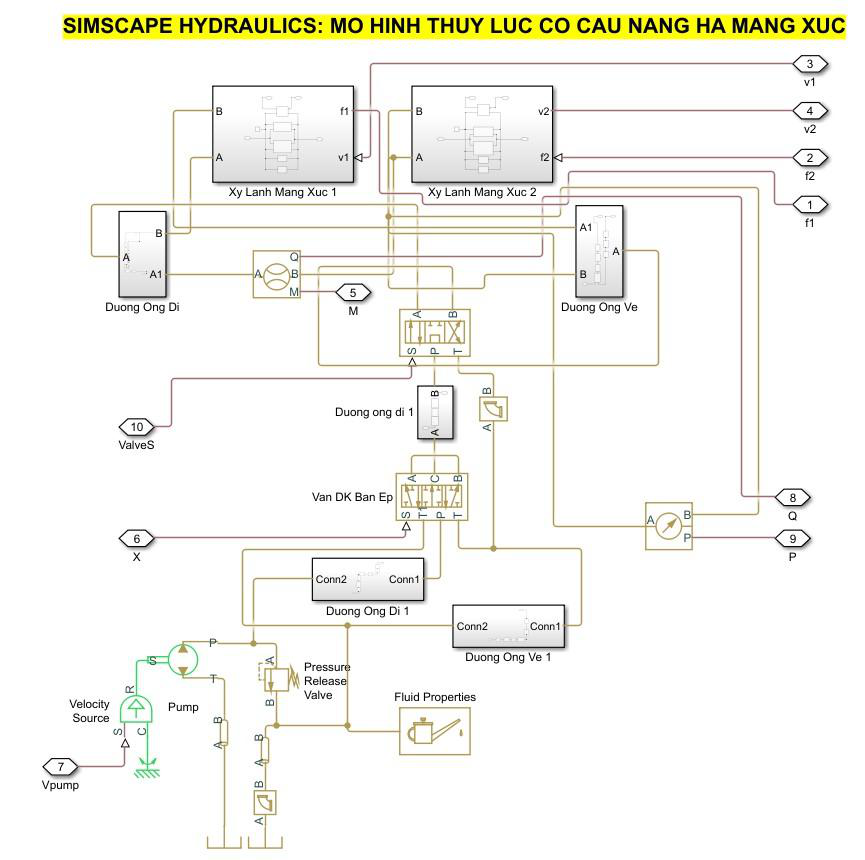 SIMSCAPE HYDRAULICS: MO HINH THUY LUC CO CAU NANG HA MANG XUC
3
v1
B
f1
B
v2
4
v2
A
v1
A
f2
2
f2
Xy Lanh Mang Xuc 1
Xy Lanh Mang Xuc 2
1
f1
B
A
A1
Duong Ong Di
A1
A
B
Duong Ong Ve
Q
A
B
M
5
M
A
B
S
P
T
B
Duong ong di 1
A
B
A
10
ValveS
A
C
B
Van DK Ban Ep
S
T1
P
T
8
Q
A
B
P
9
P
6
X
Conn2
Conn1
Duong Ong Di 1
Conn2
Conn1
Duong Ong Ve 1
P
S
T
Pump
R
Velocity
Source
S
C
7
Vpump
A
Pressure
Release
Valve
B
Fluid Properties
B
A
B
A
B
A